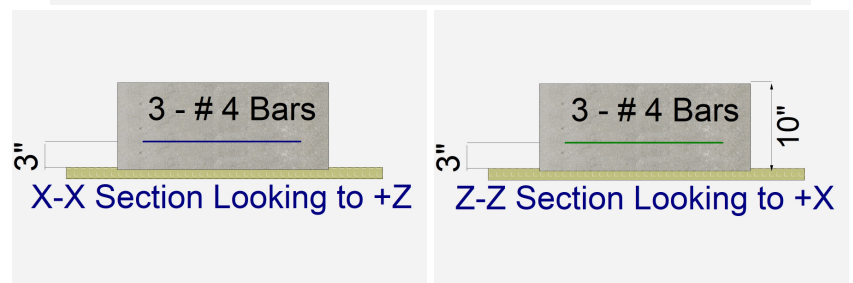 3 - # 4 Bars
3"
X-X Section Looking to +Z
3 - # 4 Bars
10"
3"
Z-Z Section Looking to +X